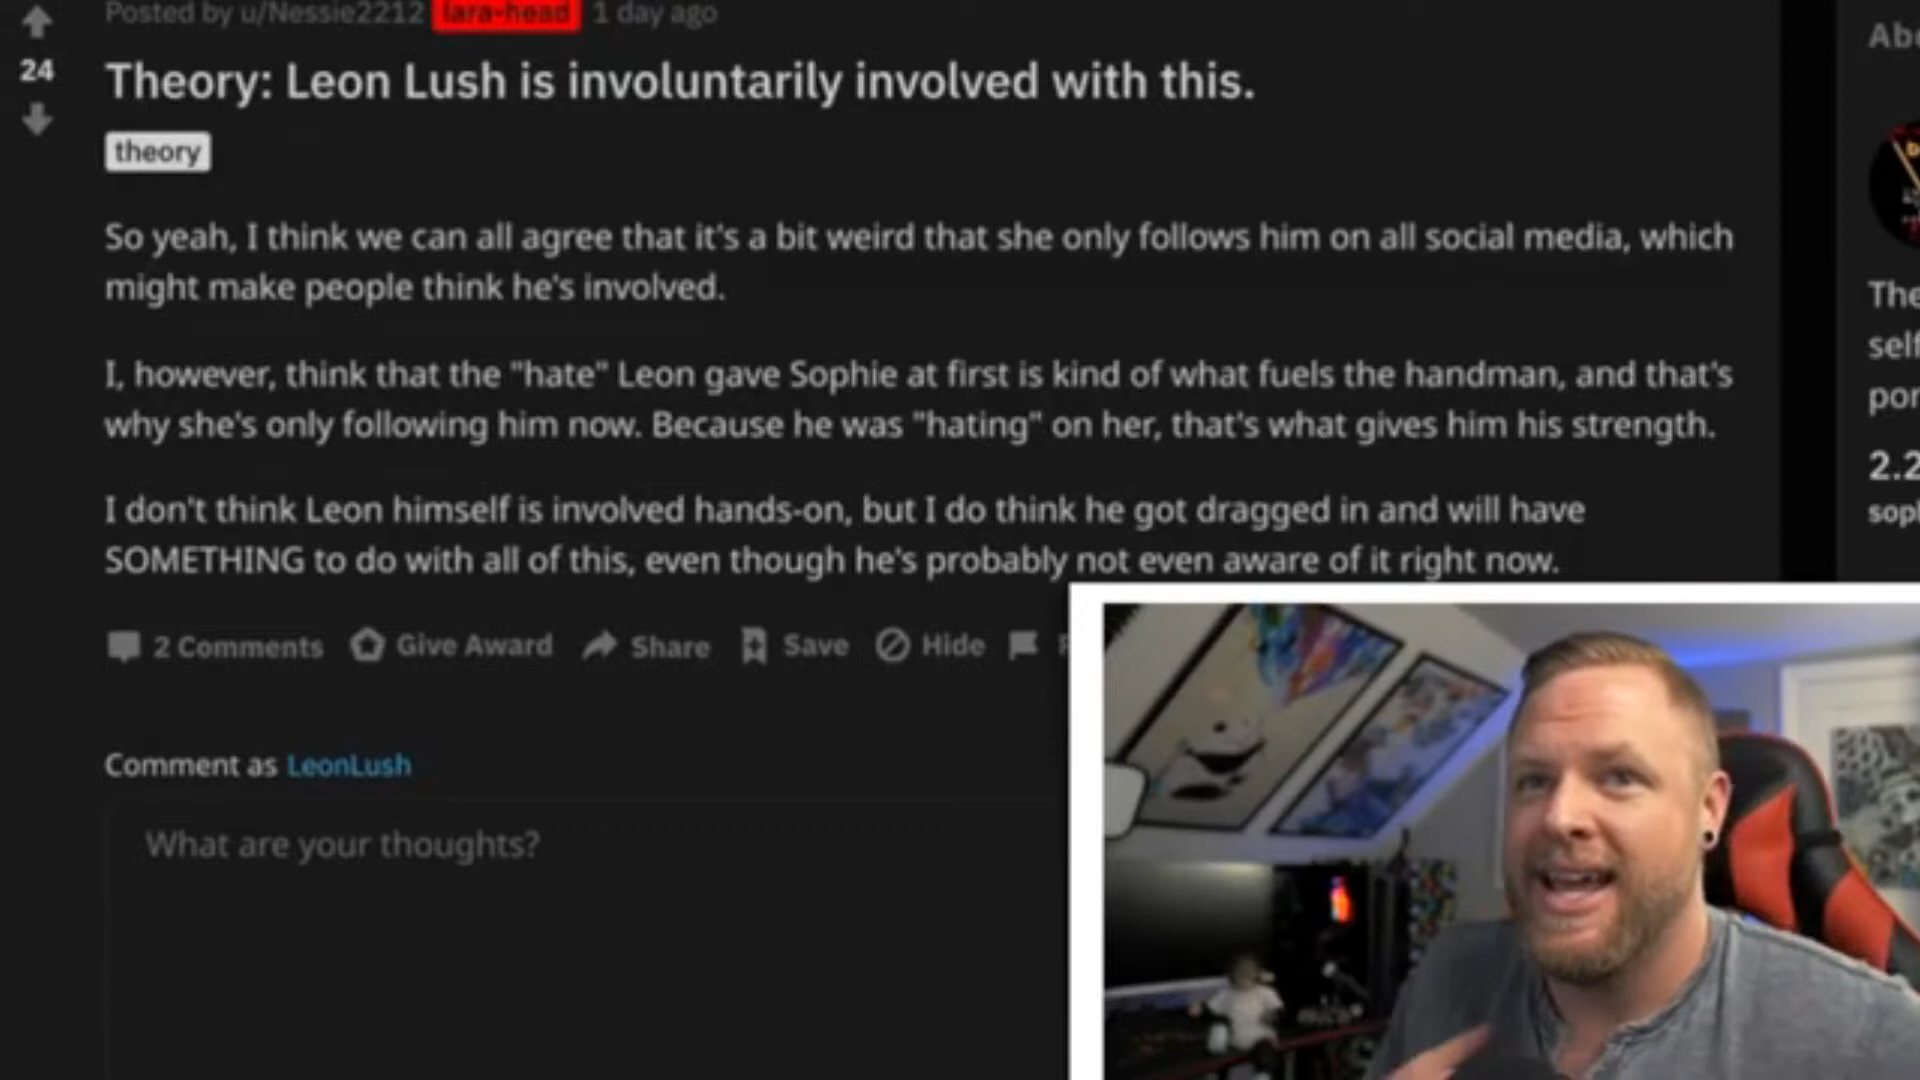 Posted by u/Nessie2212 lara-head 1 day ago
24
Theory: Leon Lush is involuntarily involved with this.
theory
So yeah, I think we can all agree that it's a bit weird that she only follows him on all social media, which
might make people think he's involved.
I, however, think that the "hate" Leon gave Sophie at first is kind of what fuels the handman, and that's
why she's only following him now. Because he was "hating" on her, that's what gives him his strength.
I don't think Leon himself is involved hands-on, but I do think he got dragged in and will have
SOMETHING to do with all of this, even though he's probably not even aware of it right now.
2 Comments Give Award Share Save Hide
Comment as LeonLush
What are your thoughts?
The
self
por
2.2
soph